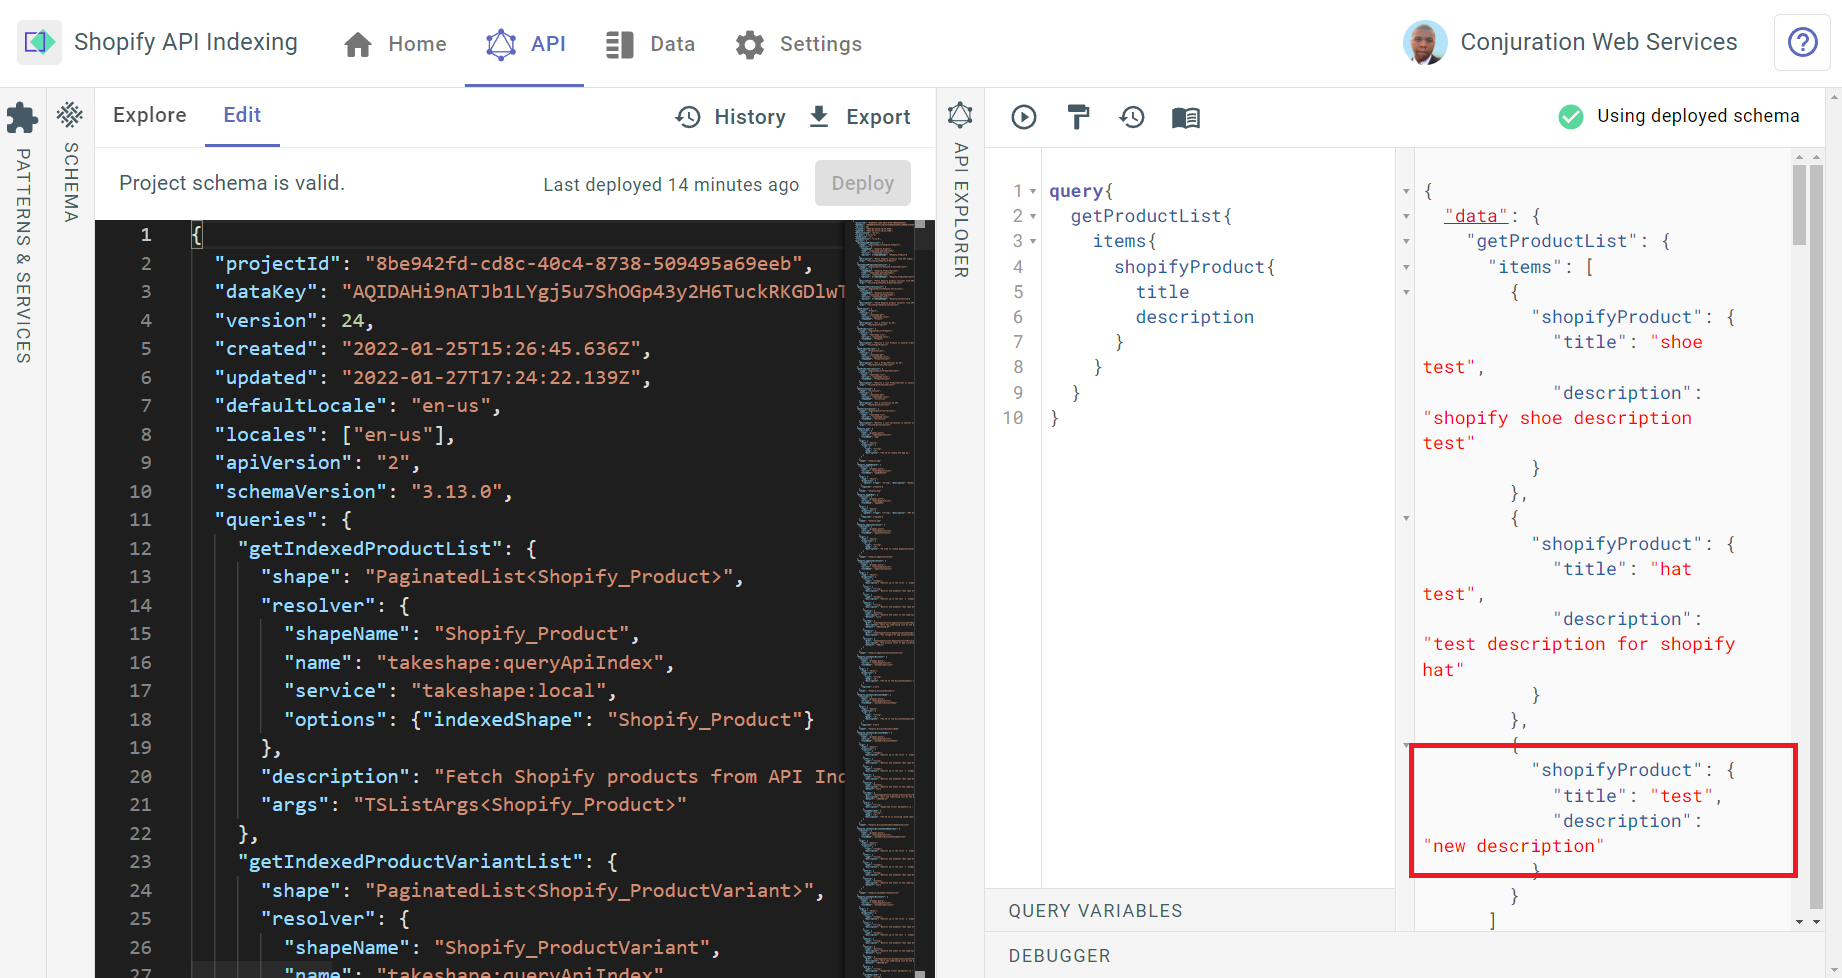 Shopify API Indexing
Home
API
Data
Settings
Conjuration Web Services
PATTERNS & SERVICES
SCHEMA
Explore
Edit
History
Export
Project schema is valid.
Last deployed 14 minutes ago
Deploy
1 {
2 "projectId": "8be942fd-cd8c-40c4-8738-509495a69eeb",
3 "dataKey": "AQIDAHi9nATJb1LYgj5u7ShOGp43y2H6TuckRKGDlwT
4 "version": 24,
5 "created": "2022-01-25T15:26:45.636Z",
6 "updated": "2022-01-27T17:24:22.139Z",
7 "defaultLocale": "en-us",
8 "locales": ["en-us"],
9 "apiVersion": "2",
10 "schemaVersion": "3.13.0",
11 "queries": {
12 "getIndexedProductList": {
13 "shape": "PaginatedList<Shopify_Product>",
14 "resolver": {
15 "shapeName": "Shopify_Product",
16 "name": "takeshape:queryApiIndex",
17 "service": "takeshape:local",
18 "options": {"indexedShape": "Shopify_Product"}
19 },
20 "description": "Fetch Shopify products from API Ind
21 "args": "TSListArgs<Shopify_Product>"
22 },
23 "getIndexedProductVariantList": {
24 "shape": "PaginatedList<Shopify_ProductVariant>",
25 "resolver": {
26 "shapeName": "Shopify_ProductVariant",
27 "name": "takeshape:queryApiIndex"
API EXPLORER
Using deployed schema
1 query{
2 getProductList{
3 items{
4 shopifyProduct{
5 title
6 description
7 }
8 }
9 }
10 }
QUERY VARIABLES
DEBUGGER
{
"data": {
"getProductList": {
"items": [
{
"shopifyProduct": {
"title": "shoe
test",
"description":
"shopify shoe description
test"
}
},
{
"shopifyProduct": {
"title": "hat
test",
"description":
"test description for shopify
hat"
}
},
{
"shopifyProduct": {
"title": "test",
"description":
"new description"
}
}
]